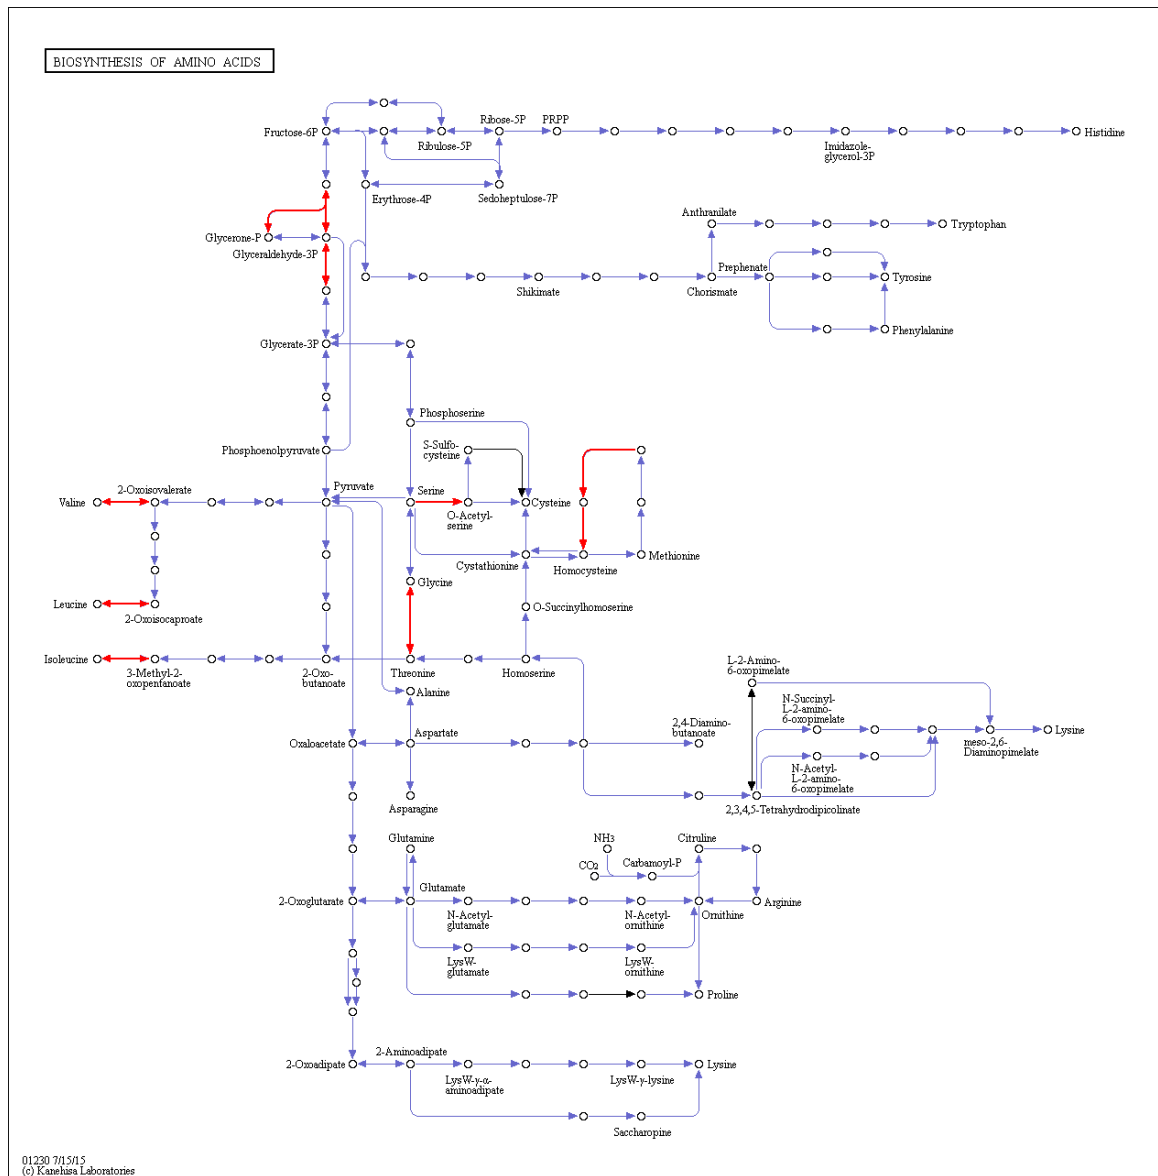 BIOSYNTHESIS OF AMINO ACIDS
Fructose-6P
Ribulose-5P
Ribose-5P
PRPP
Imidazole-
glycerol-3P
Histidine
Erythrose-4P
Sedoheptulose-7P
Glycerone-P
Glyceraldehyde-3P
Anthranilate
Tryptophan
Shikimate
Chorismate
Prephenate
Tyrosine
Phenylalanine
Glycerate-3P
Phosphoserine
Phosphoenolpyruvate
S-Sulfo-
cysteine
Valine
2-Oxoisovalerate
Pyruvate
Serine
O-Acetyl-
serine
Cysteine
Cystathionine
Homocysteine
Methionine
Glycine
Leucine
2-Oxoisocaproate
O-Succinylhomoserine
Isoleucine
3-Methyl-2-
oxopentanoate
2-Oxo-
butanoate
Threonine
Homoserine
Alanine
L-2-Amino-
6-oxopimelate
N-Succinyl-
L-2-amino-
6-oxopimelate
Oxaloacetate
Aspartate
2,4-Diamino-
butanoate
meso-2,6-
Diaminopimelate
Lysine
N-Acetyl-
L-2-amino-
6-oxopimelate
Asparagine
2,3,4,5-Tetrahydrodipicolinate
Glutamine
NH3
CO2
Carbamoyl-P
Citruline
2-Oxoglutarate
Glutamate
N-Acetyl-
glutamate
N-Acetyl-
ornithine
Ornithine
Arginine
LysW-
glutamate
LysW-
ornithine
Proline
2-Oxoadipate
2-Aminoadipate
LysW-γ-α-
aminoadipate
LysW-γ-lysine
Lysine
Saccharopine
01230 7/15/15
(c) Kanehisa Laboratories